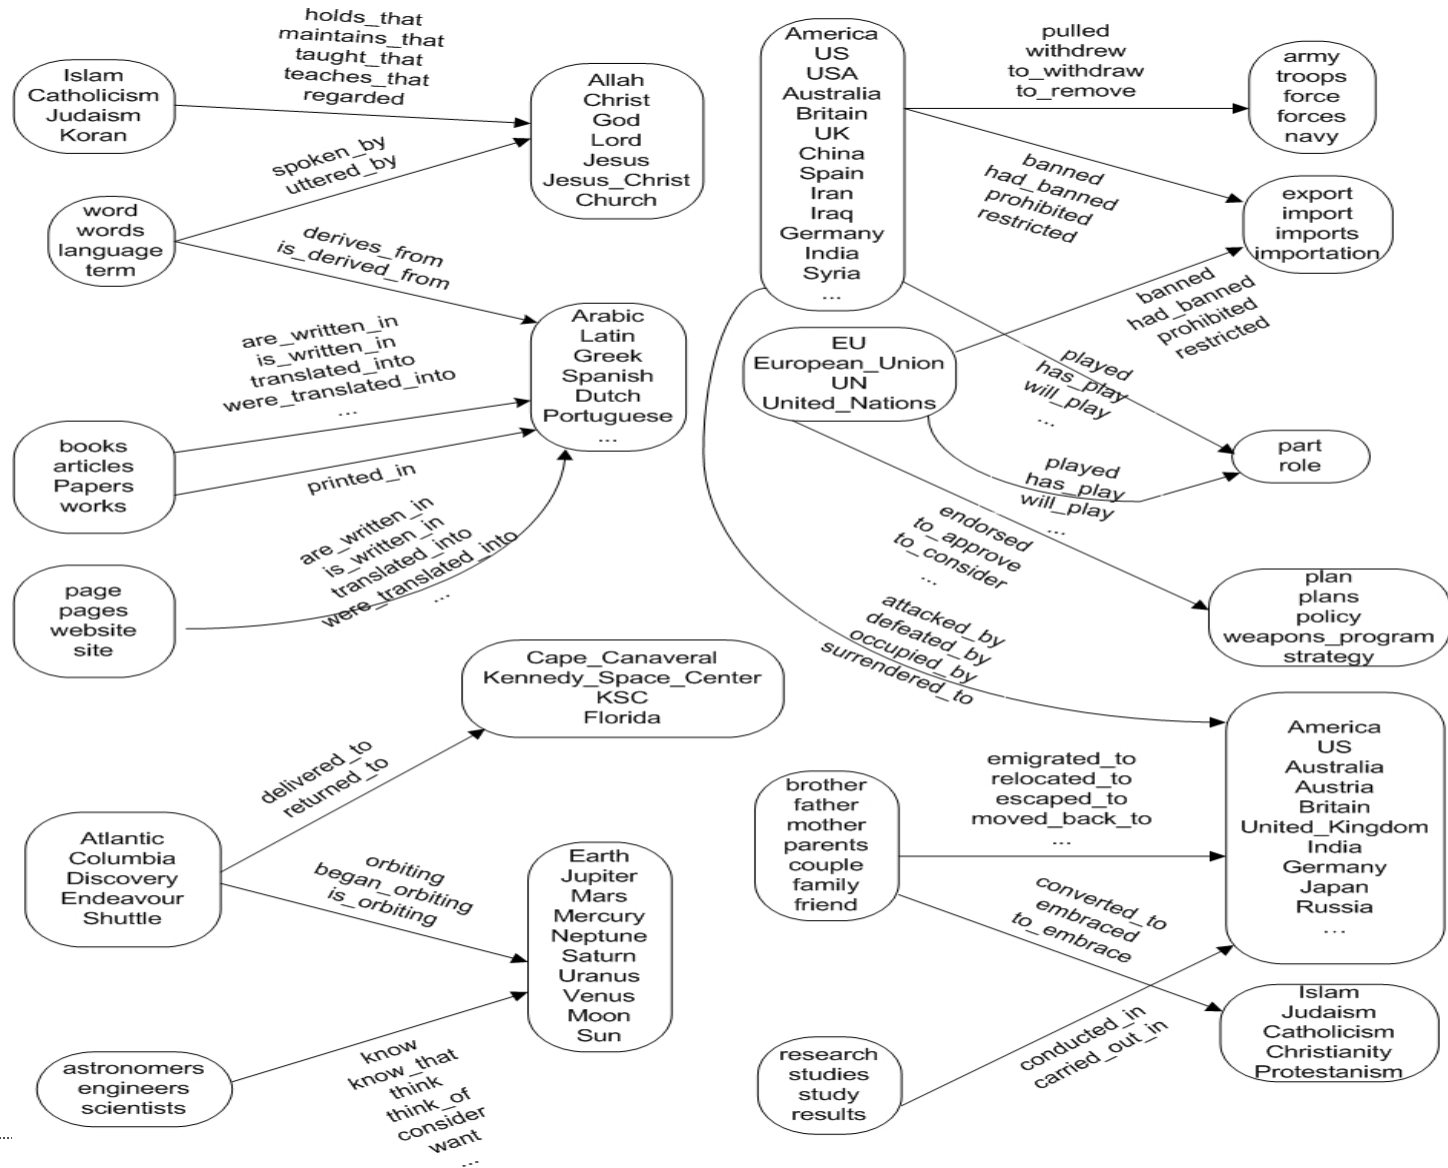 holds_that
maintains_that
taught_that
teaches_that
regarded
Islam
Catholicism
Judaism
Koran
Allah
Christ
God
Lord
Jesus
Jesus_Christ
Church
spoken_by
uttered_by
word
words
language
term
derives_from
is_derived_from
Arabic
Latin
Greek
Spanish
Dutch
Portuguese
...
are_written_in
is_written_in
translated_into
were_translated_into
...
books
articles
Papers
works
printed_in
are_written_in
is_written_in
translated_into
were_translated_into
...
page
pages
website
site
Cape_Canaveral
Kennedy_Space_Center
KSC
Florida
delivered_to
returned_to
Atlantic
Columbia
Discovery
Endeavour
Shuttle
orbiting
began_orbiting
is_orbiting
Earth
Jupiter
Mars
Mercury
Neptune
Saturn
Uranus
Venus
Moon
Sun
astronomers
engineers
scientists
know
know_that
think
think_of
consider
want
...
America
US
USA
Australia
Britain
UK
China
Spain
Iran
Iraq
Germany
India
Syria
...
pulled
withdrew
to_withdraw
to_remove
army
troops
force
forces
navy
banned
had_banned
prohibited
restricted
export
import
imports
importation
banned
had_banned
prohibited
restricted
EU
European_Union
UN
United_Nations
played
has_play
will_play
...
part
role
played
has_play
will_play
...
endorsed
to_approve
to_consider
...
plan
plans
policy
weapons_program
strategy
attacked_by
defeated_by
occupied_by
surrendered_to
America
US
Australia
Austria
Britain
United_Kingdom
India
Germany
Japan
Russia
...
emigrated_to
relocated_to
escaped_to
moved_back_to
...
brother
father
mother
parents
couple
family
friend
converted_to
embraced
to_embrace
Islam
Judaism
Catholicism
Christianity
Protestanism
conducted_in
carried_out_in
research
studies
study
results